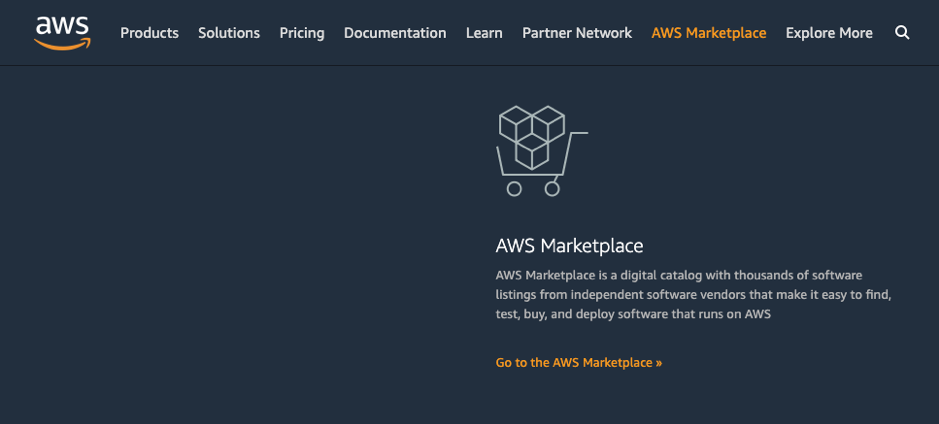 aws
Products Solutions Pricing Documentation Learn Partner Network AWS Marketplace Explore More
AWS Marketplace
AWS Marketplace is a digital catalog with thousands of software
listings from independent software vendors that make it easy to find,
test, buy, and deploy software that runs on AWS
Go to the AWS Marketplace »